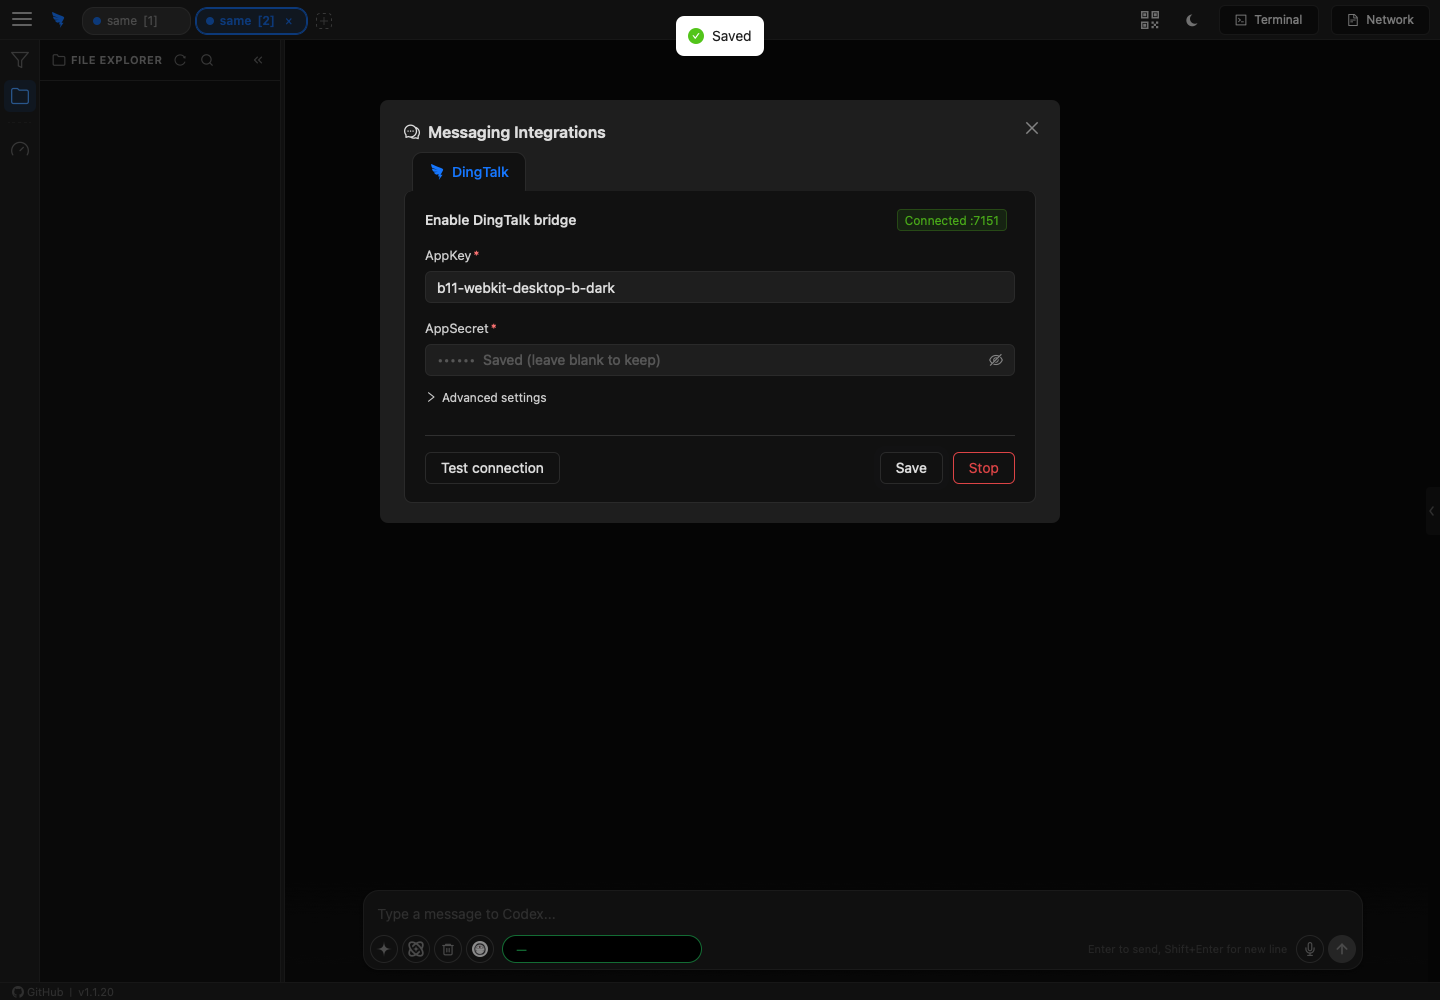 same [1]
same [2] ×
Terminal
Network
Saved
FILE EXPLORER
Messaging Integrations
DingTalk
Enable DingTalk bridge
Connected :7151
AppKey *
b11-webkit-desktop-b-dark
AppSecret *
•••••• Saved (leave blank to keep)
Advanced settings
Test connection
Save
Stop
Type a message to Codex...
Enter to send, Shift+Enter for new line
GitHub | v1.1.20